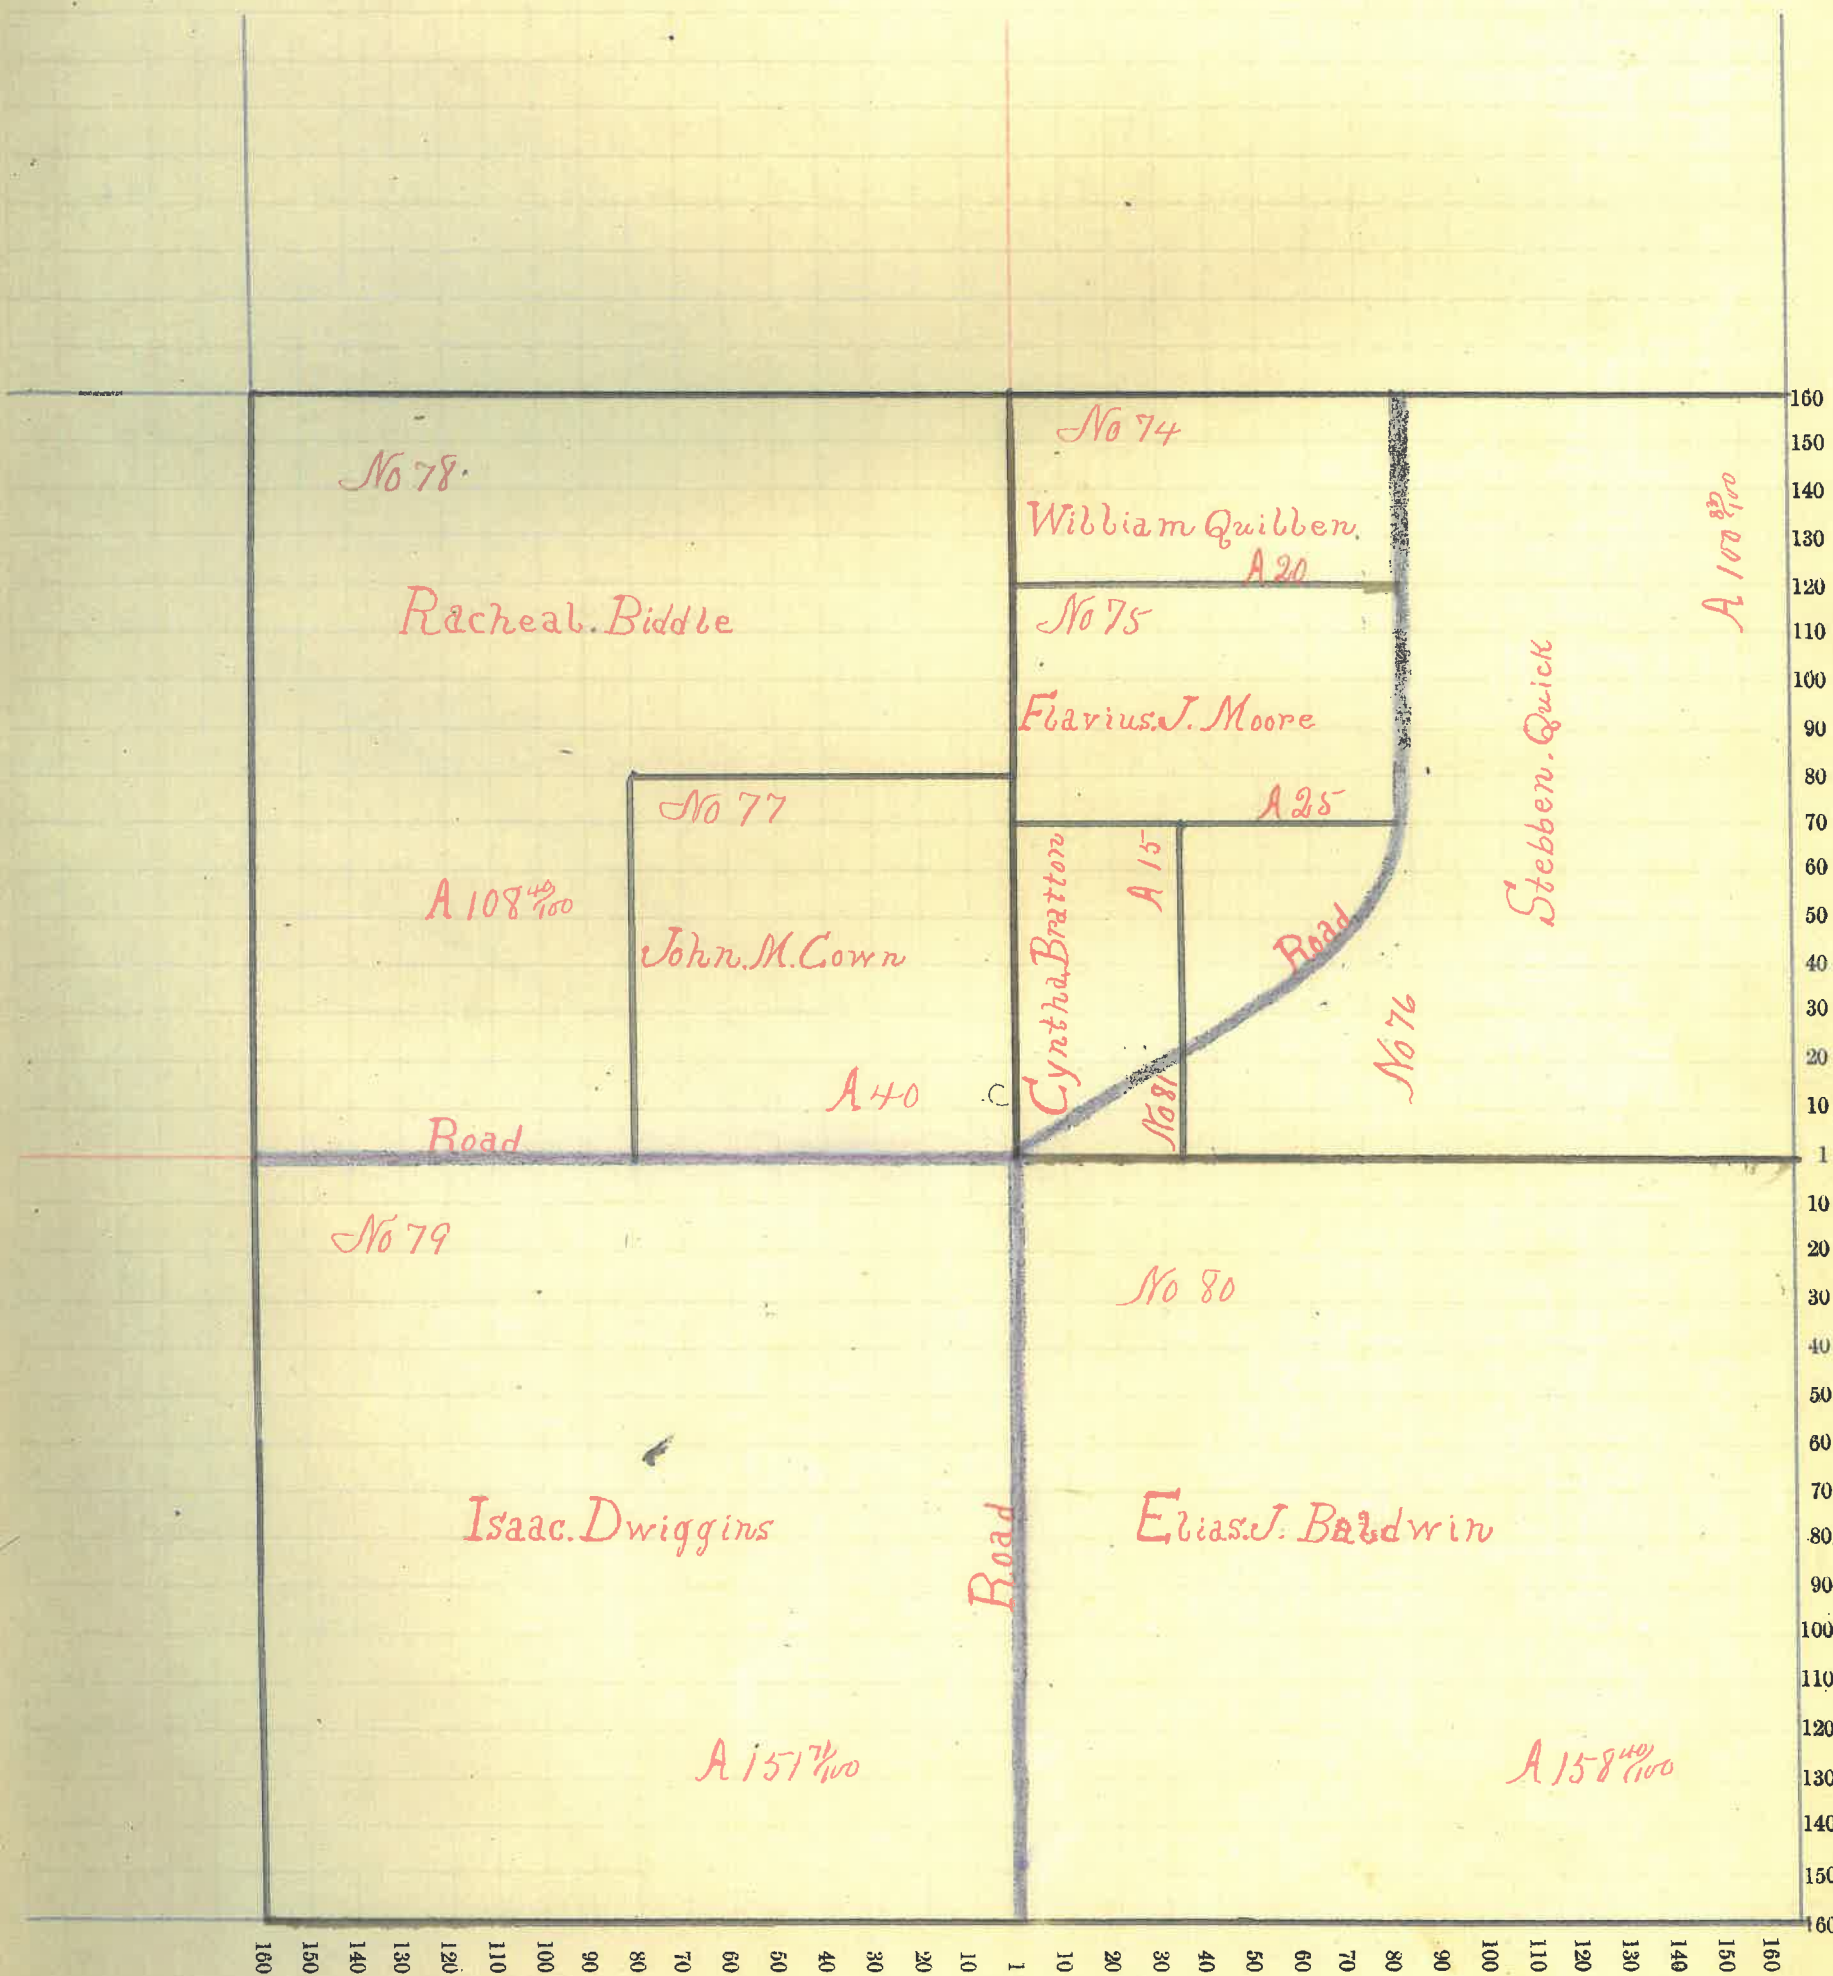 No 78.
Racheal. Biddle
A 108 40/100
Road
No 77
John. M. Cown
A 40
C
No 74
William Quillen.
A 20
No 75
Flavius. J. Moore
A 25
Cyntha Bratton
A 15
No 81
Road
No 76
Stebben. Quick
A 100
No 79
Isaac. Dwiggins
A 151 71/100
Road
No 80
Elias. J. Baldwin
A 158 40/100
160
150
140
130
120
110
100
90
80
70
60
50
40
30
20
10
1
10
20
30
40
50
60
70
80
90
100
110
120
130
140
150
160
160 150 140 130 120 110 100 90 80 70 60 50 40 30 20 10 1 10 20 30 40 50 60 70 80 90 100 110 120 130 140 150 160